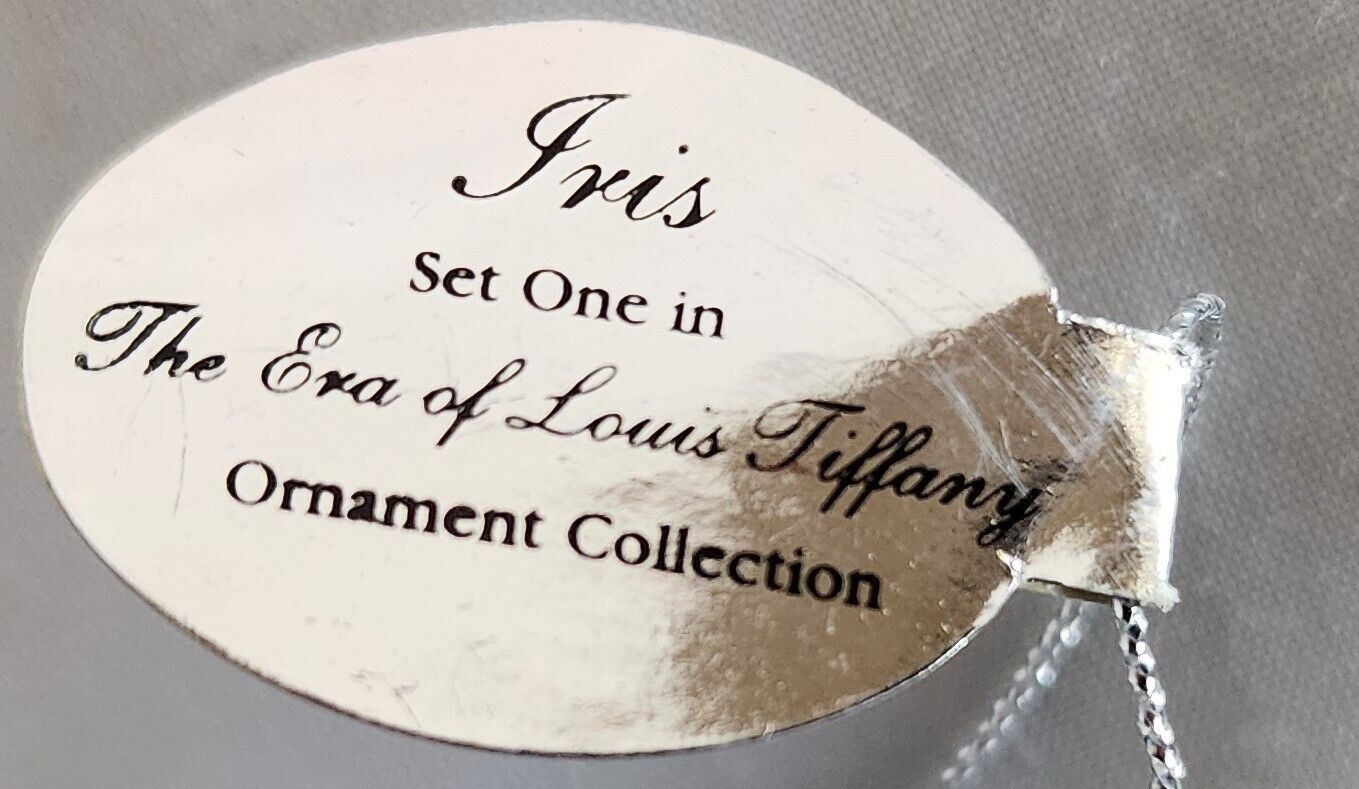 Iris
Set One in
The Era of Louis Tiffany
Ornament Collection